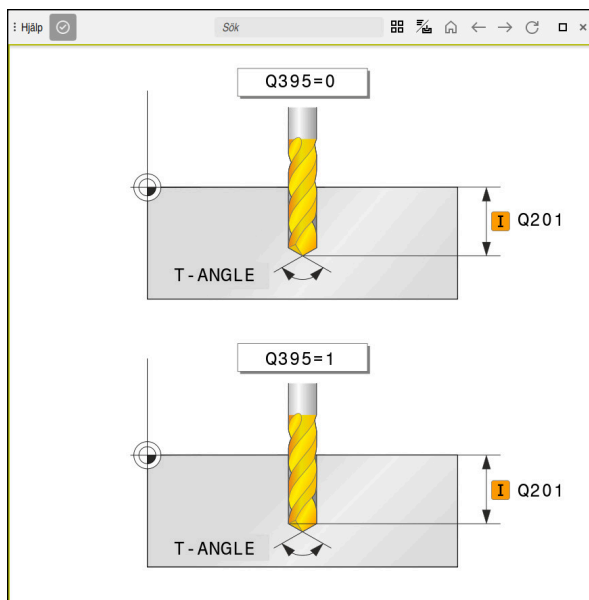 Hjälp
Sök
Q395=0
I Q201
T-ANGLE
Q395=1
I Q201
T-ANGLE